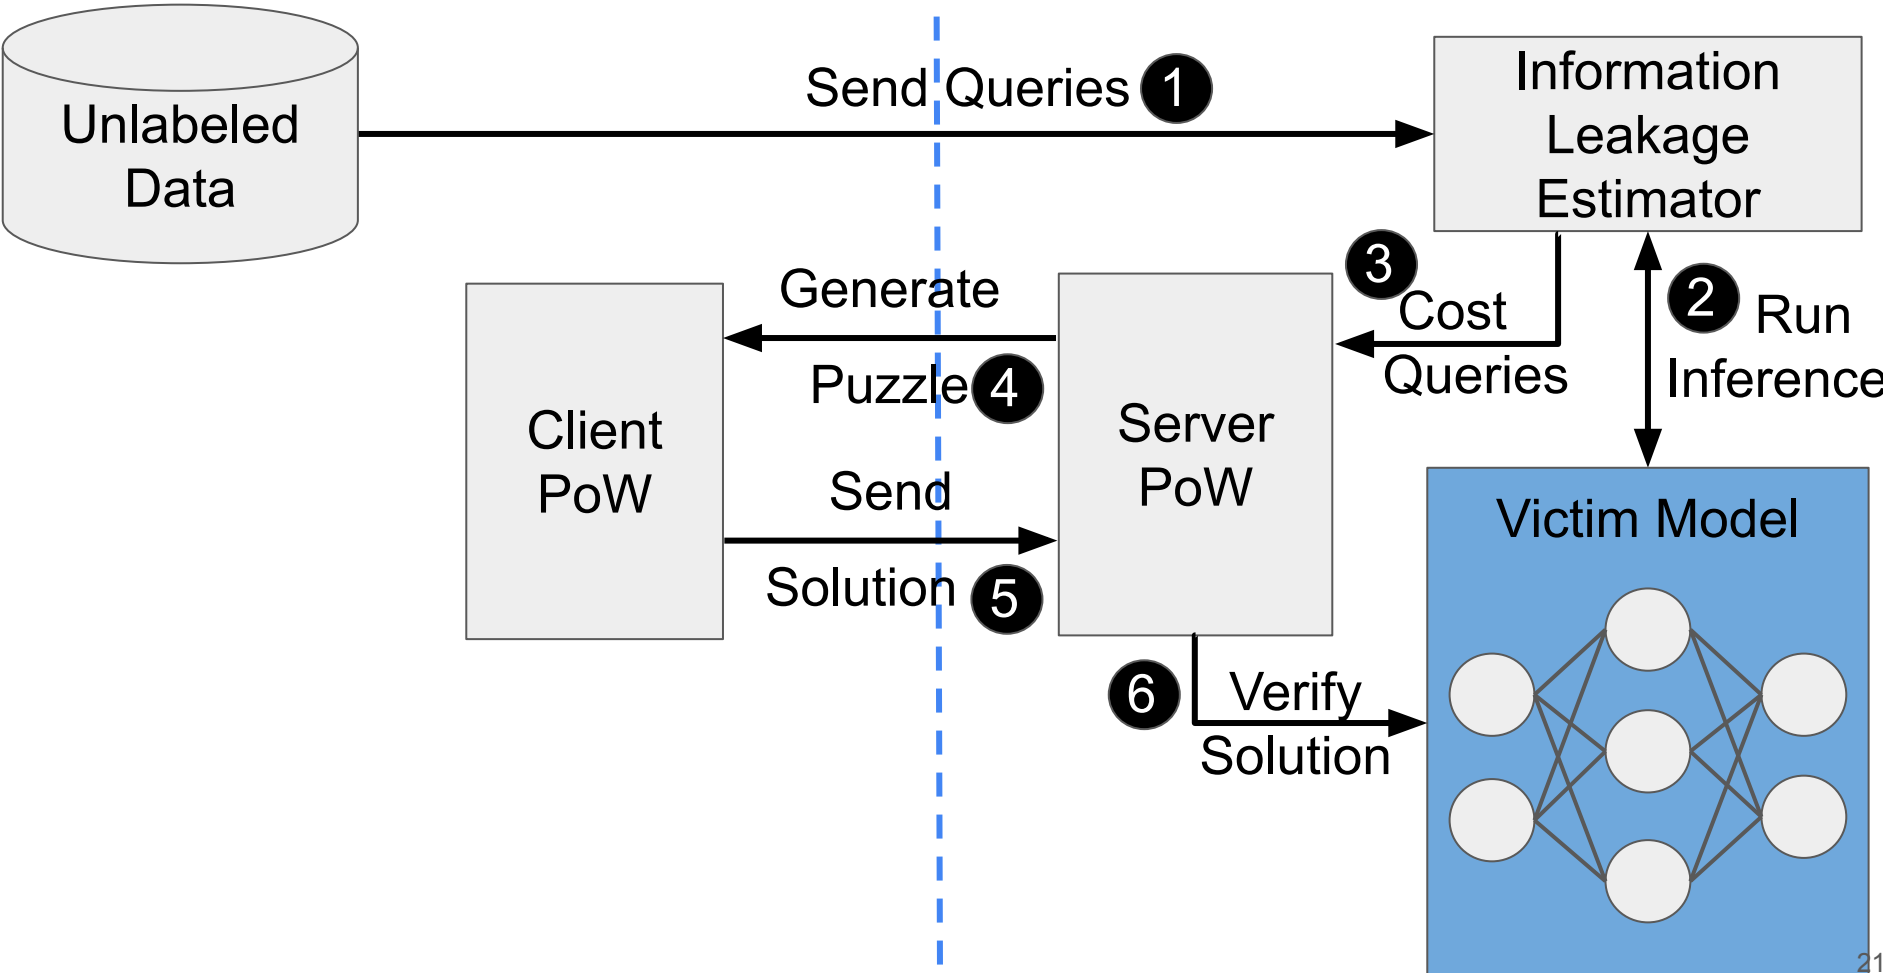 Unlabeled
Data
Send Queries 1
Information
Leakage
Estimator
3
Cost
Queries
2 Run
Inference
Generate
Puzzle 4
Client
PoW
Server
PoW
Send
Solution 5
6 Verify
Solution
Victim Model
21